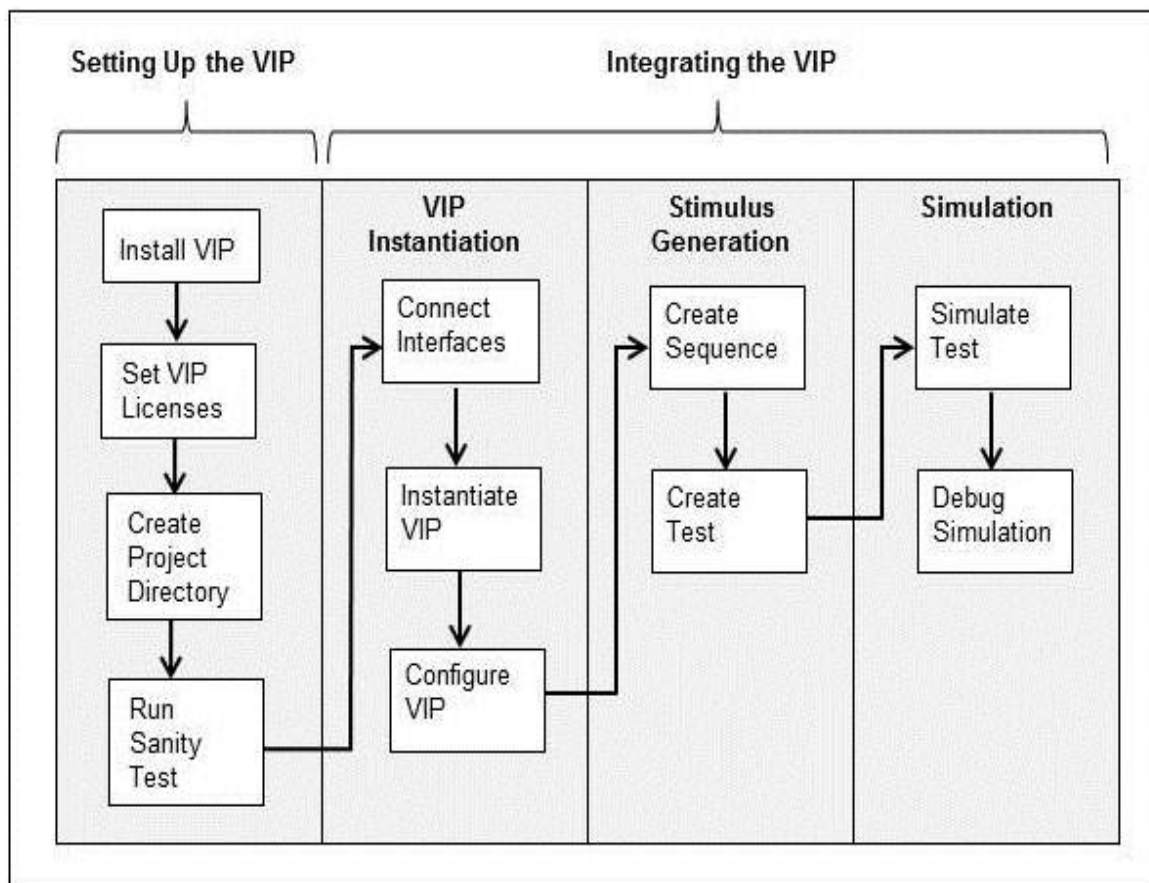 Setting Up the VIP
Integrating the VIP
Install VIP
Set VIP
Licenses
Create
Project
Directory
Run
Sanity
Test
VIP
Instantiation
Connect
Interfaces
Instantiate
VIP
Configure
VIP
Stimulus
Generation
Create
Sequence
Create
Test
Simulation
Simulate
Test
Debug
Simulation